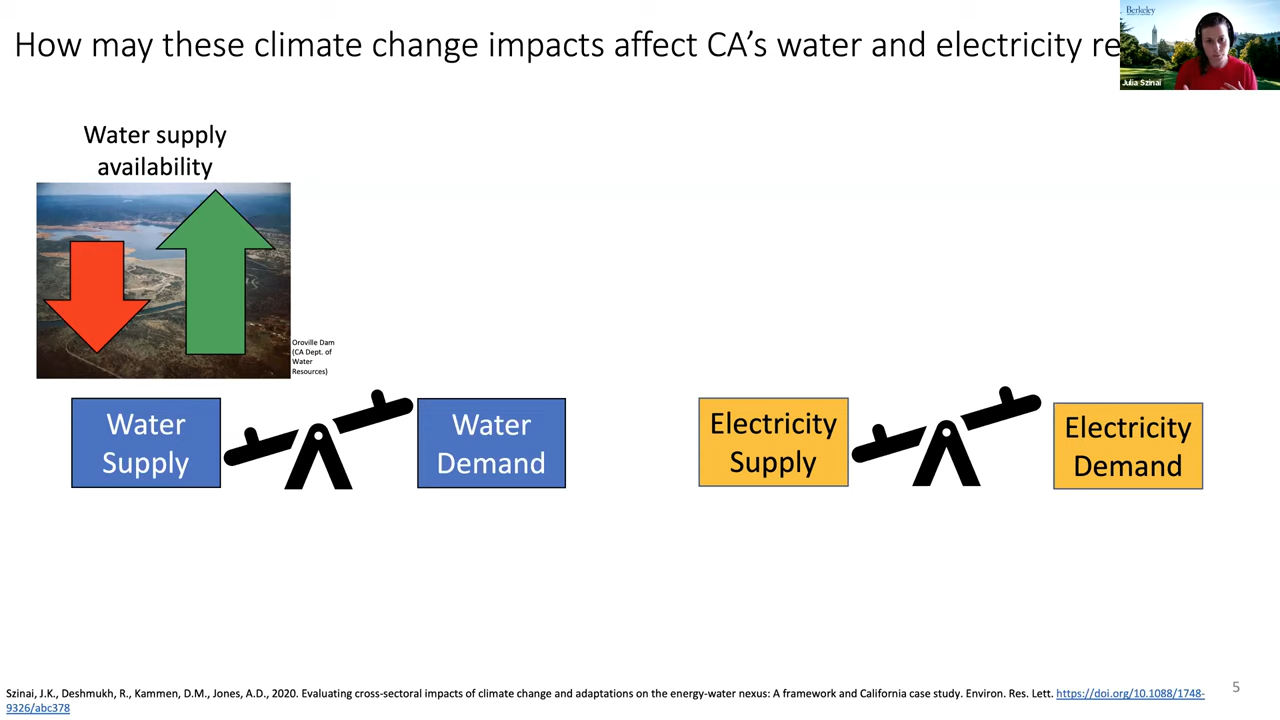 How may these climate change impacts affect CA’s water and electricity re
Berkeley
Julia Szinai
Water supply
availability
Oroville Dam
(CA Dept. of
Water
Resources)
Water
Supply
Water
Demand
Electricity
Supply
Electricity
Demand
Szinai, J.K., Deshmukh, R., Kammen, D.M., Jones, A.D., 2020. Evaluating cross-sectoral impacts of climate change and adaptations on the energy-water nexus: A framework and California case study. Environ. Res. Lett. https://doi.org/10.1088/1748-
9326/abc378
5